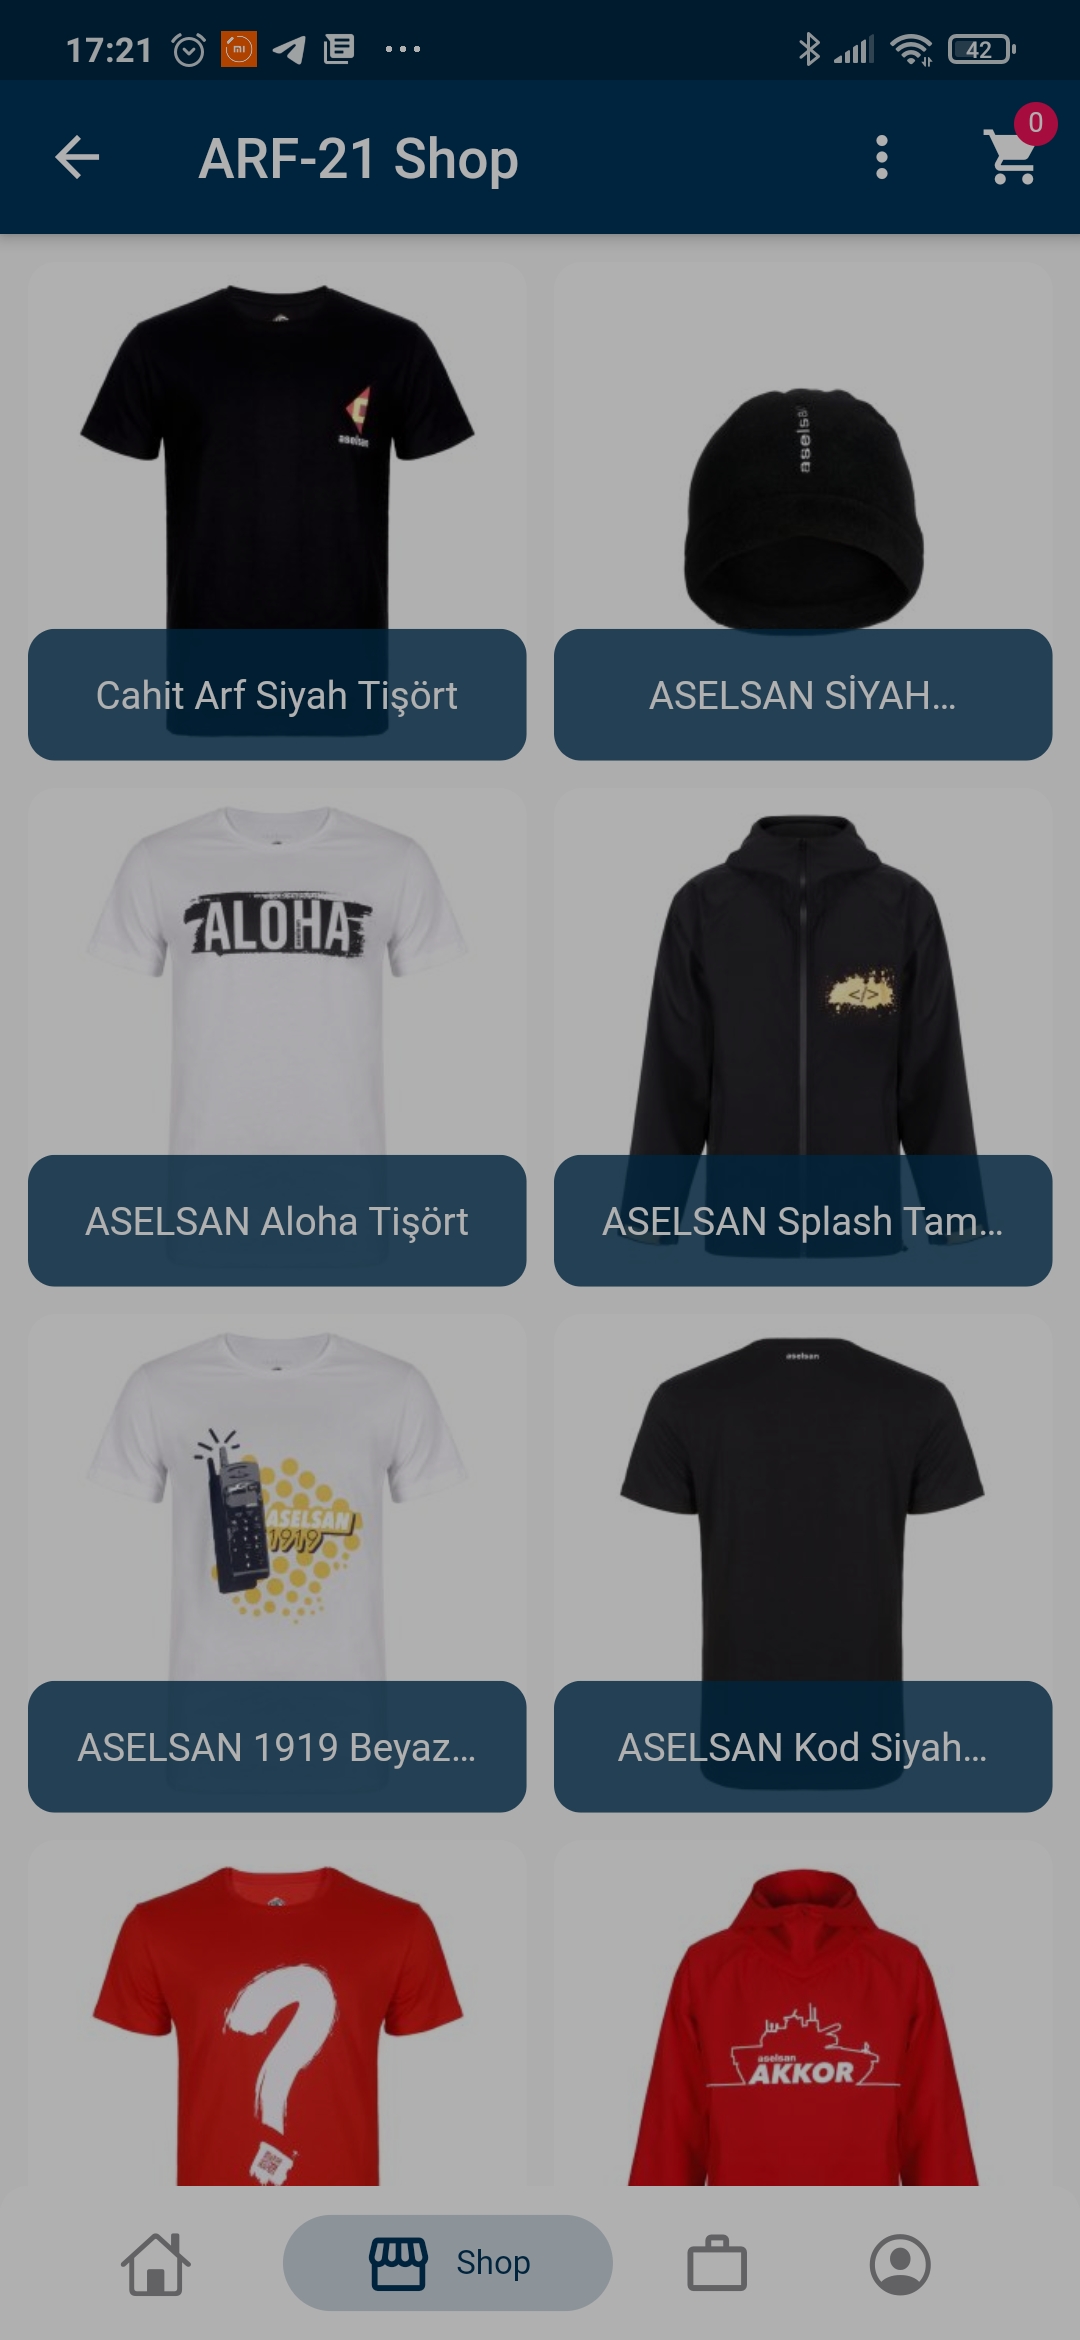 17:21
42
ARF-21 Shop
0
aselsan
aselsan
Cahit Arf Siyah Tişört
ASELSAN SİYAH...
ALOHA
</>
ASELSAN Aloha Tişört
ASELSAN Splash Tam...
aselsan
ASELSAN
1919
ASELSAN 1919 Beyaz...
ASELSAN Kod Siyah...
?
aselsan
AKKOR
Shop